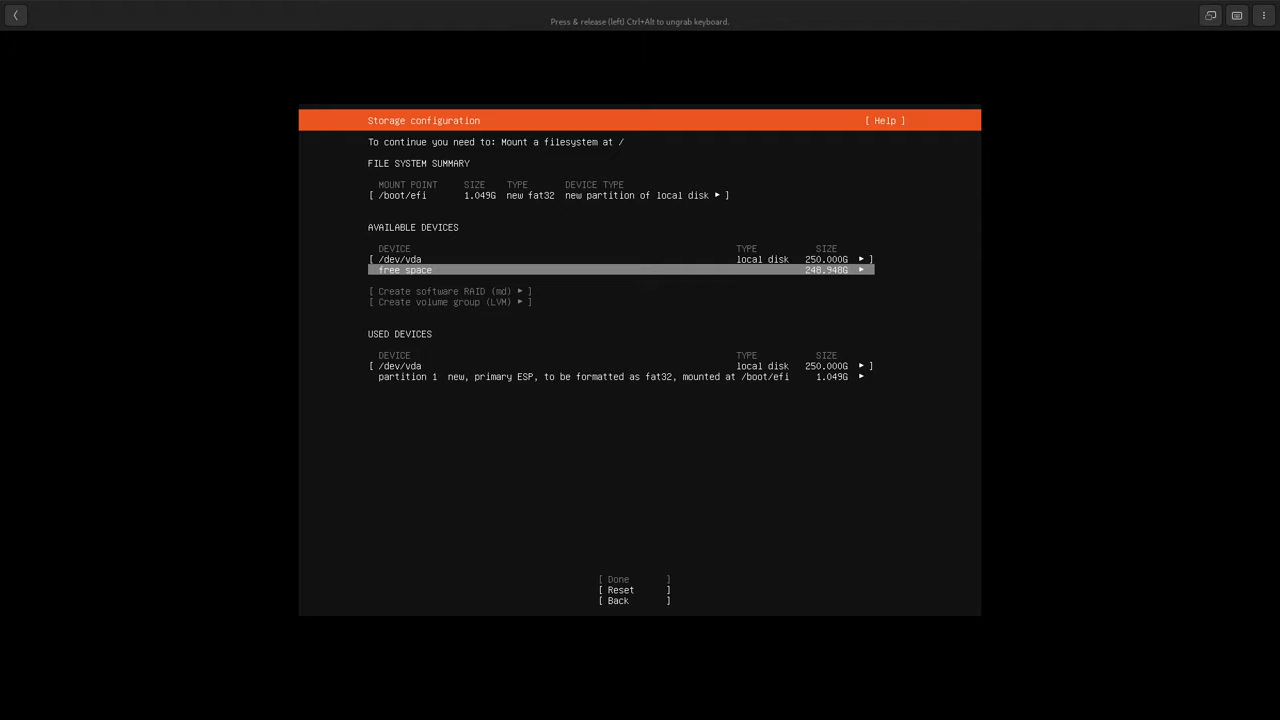 Press & release (left) Ctrl+Alt to ungrab keyboard.
Storage configuration [ Help ]
To continue you need to: Mount a filesystem at /
FILE SYSTEM SUMMARY
MOUNT POINT SIZE TYPE DEVICE TYPE
[ /boot/efi 1.049G new fat32 new partition of local disk ▸ ]
AVAILABLE DEVICES
DEVICE TYPE SIZE
[ /dev/vda local disk 250.000G ▸ ]
free space 248.948G ▸
[ Create software RAID (md) ▸ ]
[ Create volume group (LVM) ▸ ]
USED DEVICES
DEVICE TYPE SIZE
[ /dev/vda local disk 250.000G ▸ ]
partition 1 new, primary ESP, to be formatted as fat32, mounted at /boot/efi 1.049G ▸
[ Done ]
[ Reset ]
[ Back ]